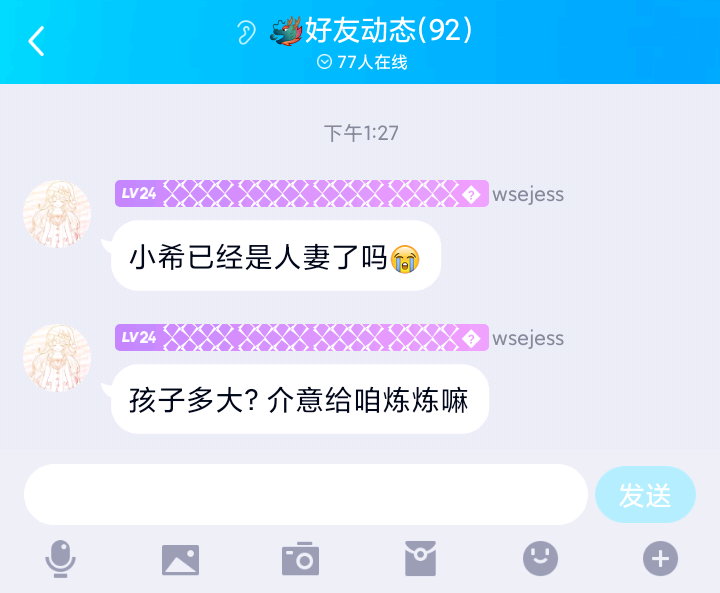 好友动态(92)
77人在线
下午1:27
LV24 wsejess
小希已经是人妻了吗😭
LV24 wsejess
孩子多大? 介意给咱炼炼嘛
发送